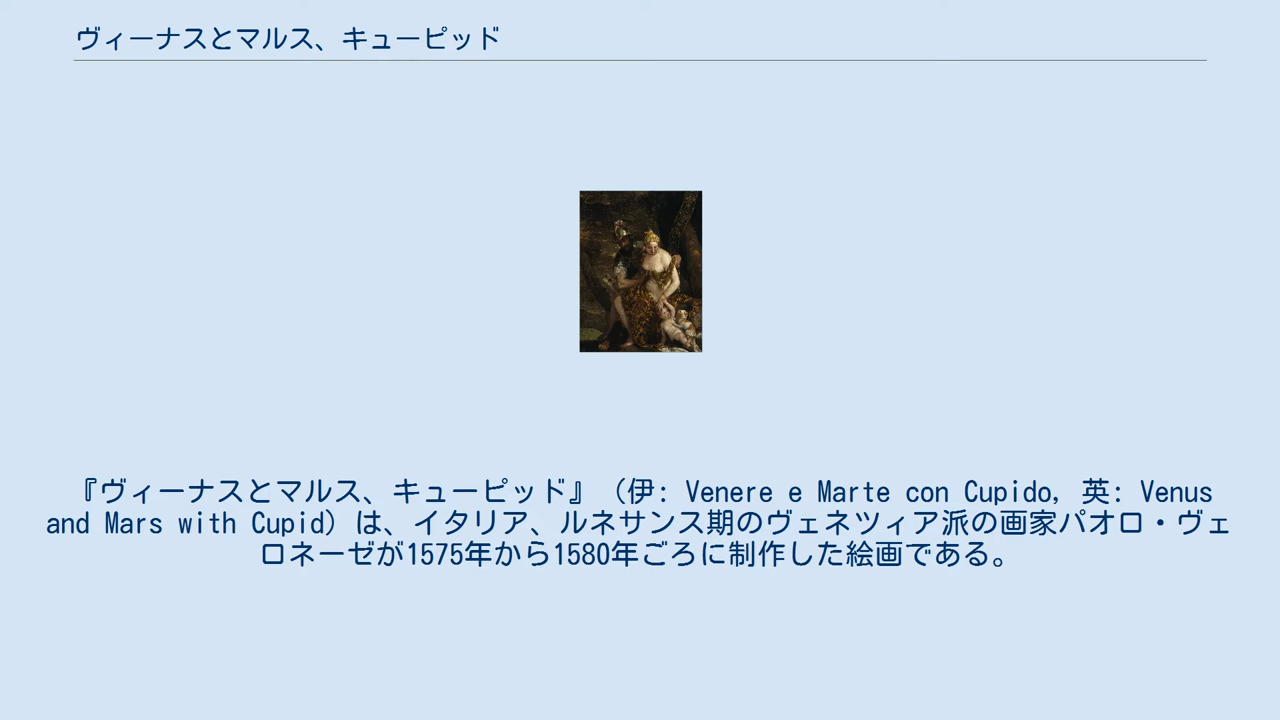 ヴィーナスとマルス、キューピッド
『ヴィーナスとマルス、キューピッド』（伊: Venere e Marte con Cupido, 英: Venus
and Mars with Cupid）は、イタリア、ルネサンス期のヴェネツィア派の画家パオロ・ヴェ
ロネーゼが1575年から1580年ごろに制作した絵画である。